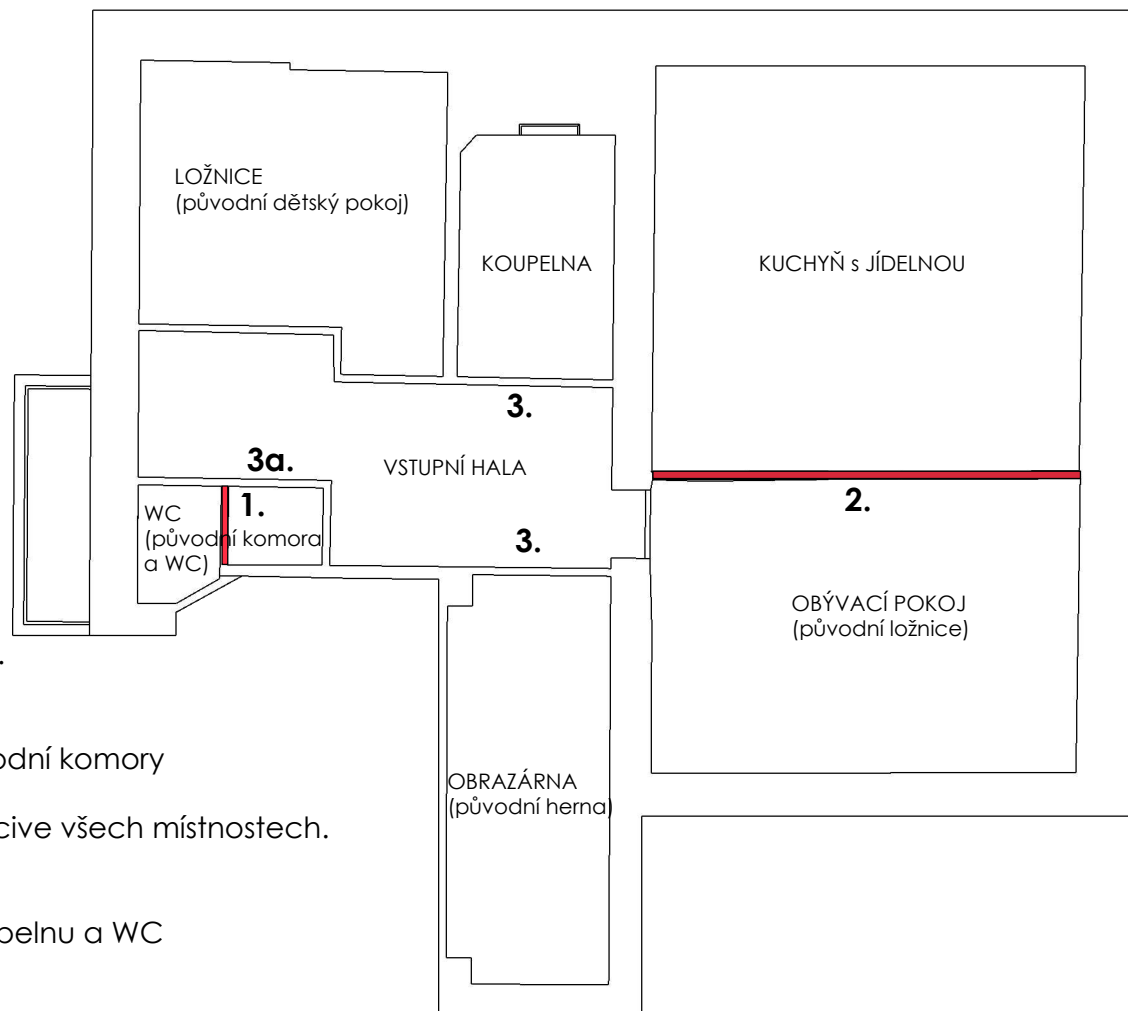 LOŽNICE
(původní dětský pokoj)
KOUPELNA
KUCHYŇ s JÍDELNOU
3.
3a.
VSTUPNÍ HALA
1.
2.
WC
(původní komora
a WC)
3.
OBÝVACÍ POKOJ
(původní ložnice)
.
odní komory
OBRAZÁRNA
(původní herna)
cive všech místnostech.
pelnu a WC